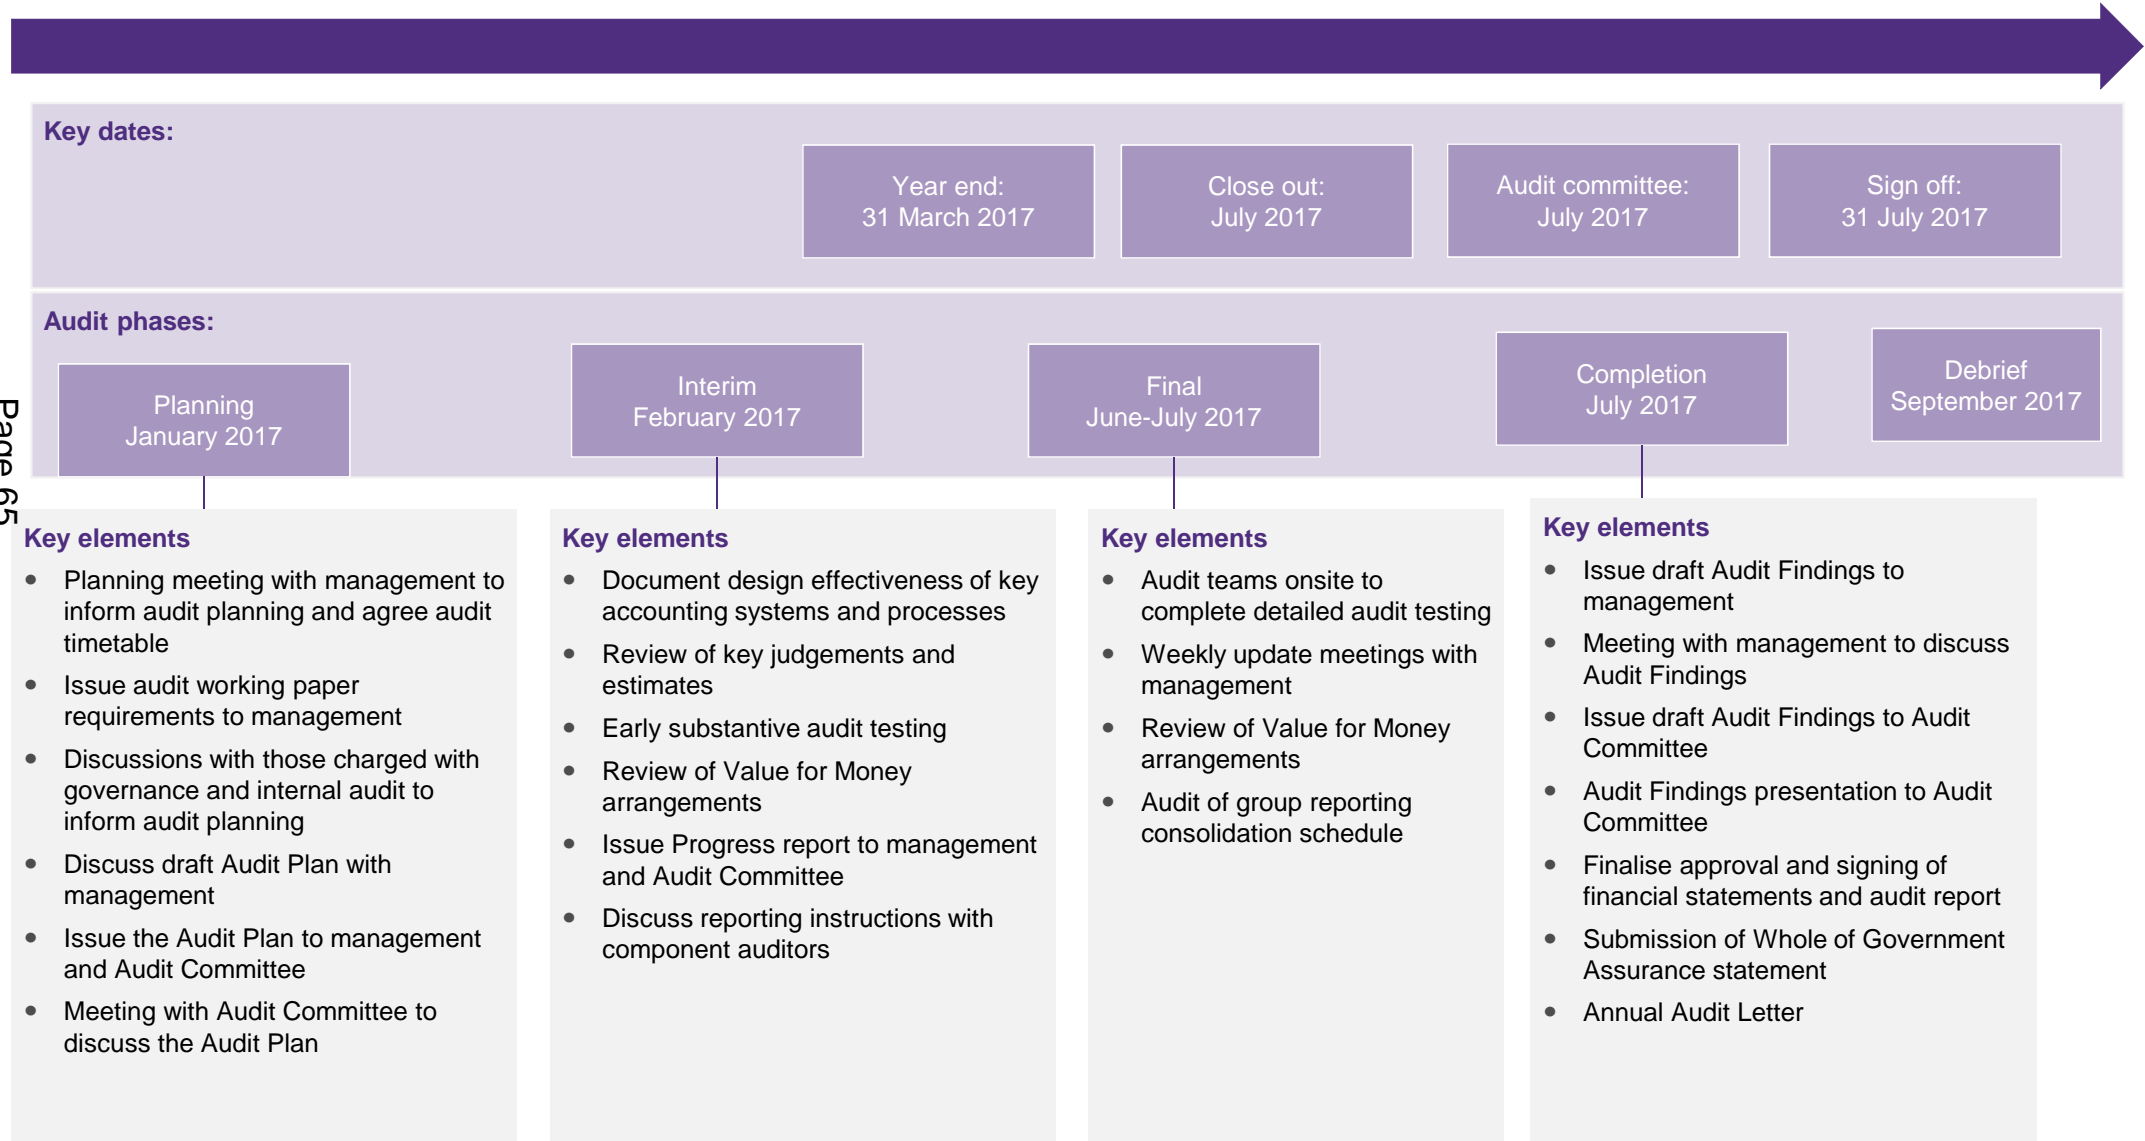 Key dates:
Year end:
31 March 2017
Close out:
July 2017
Audit committee:
July 2017
Sign off:
31 July 2017
Audit phases:
Planning
January 2017
Interim
February 2017
Final
June-July 2017
Completion
July 2017
Debrief
September 2017
Page 65
Key elements
• Planning meeting with management to
inform audit planning and agree audit
timetable
• Issue audit working paper
requirements to management
• Discussions with those charged with
governance and internal audit to
inform audit planning
• Discuss draft Audit Plan with
management
• Issue the Audit Plan to management
and Audit Committee
• Meeting with Audit Committee to
discuss the Audit Plan
Key elements
• Document design effectiveness of key
accounting systems and processes
• Review of key judgements and
estimates
• Early substantive audit testing
• Review of Value for Money
arrangements
• Issue Progress report to management
and Audit Committee
• Discuss reporting instructions with
component auditors
Key elements
• Audit teams onsite to
complete detailed audit testing
• Weekly update meetings with
management
• Review of Value for Money
arrangements
• Audit of group reporting
consolidation schedule
Key elements
• Issue draft Audit Findings to
management
• Meeting with management to discuss
Audit Findings
• Issue draft Audit Findings to Audit
Committee
• Audit Findings presentation to Audit
Committee
• Finalise approval and signing of
financial statements and audit report
• Submission of Whole of Government
Assurance statement
• Annual Audit Letter